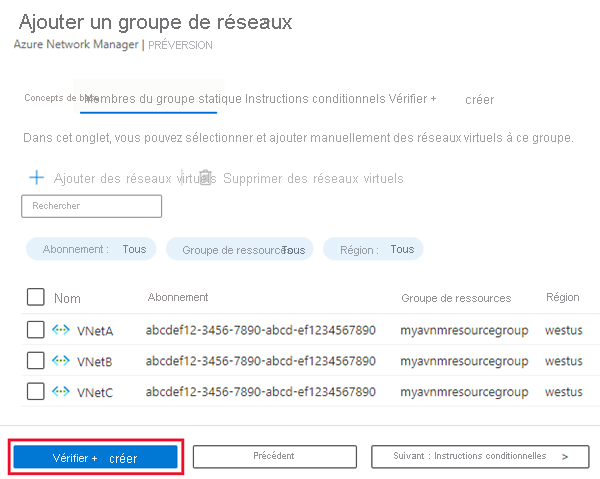 Ajouter un groupe de réseaux
Azure Network Manager | PRÉVERSION
Concepts de base Membres du groupe statique Instructions conditionnels Vérifier + créer
Dans cet onglet, vous pouvez sélectionner et ajouter manuellement des réseaux virtuels à ce groupe.
Ajouter des réseaux virtuels Supprimer des réseaux virtuels
Rechercher
Abonnement : Tous Groupe de ressources Tous Région : Tous
Nom Abonnement Groupe de ressources Région
VNetA abcdef12-3456-7890-abcd-ef1234567890 myavnmresourcegroup westus
VNetB abcdef12-3456-7890-abcd-ef1234567890 myavnmresourcegroup westus
VNetC abcdef12-3456-7890-abcd-ef1234567890 myavnmresourcegroup westus
Vérifier + créer Précédent Suivant : Instructions conditionnelles >